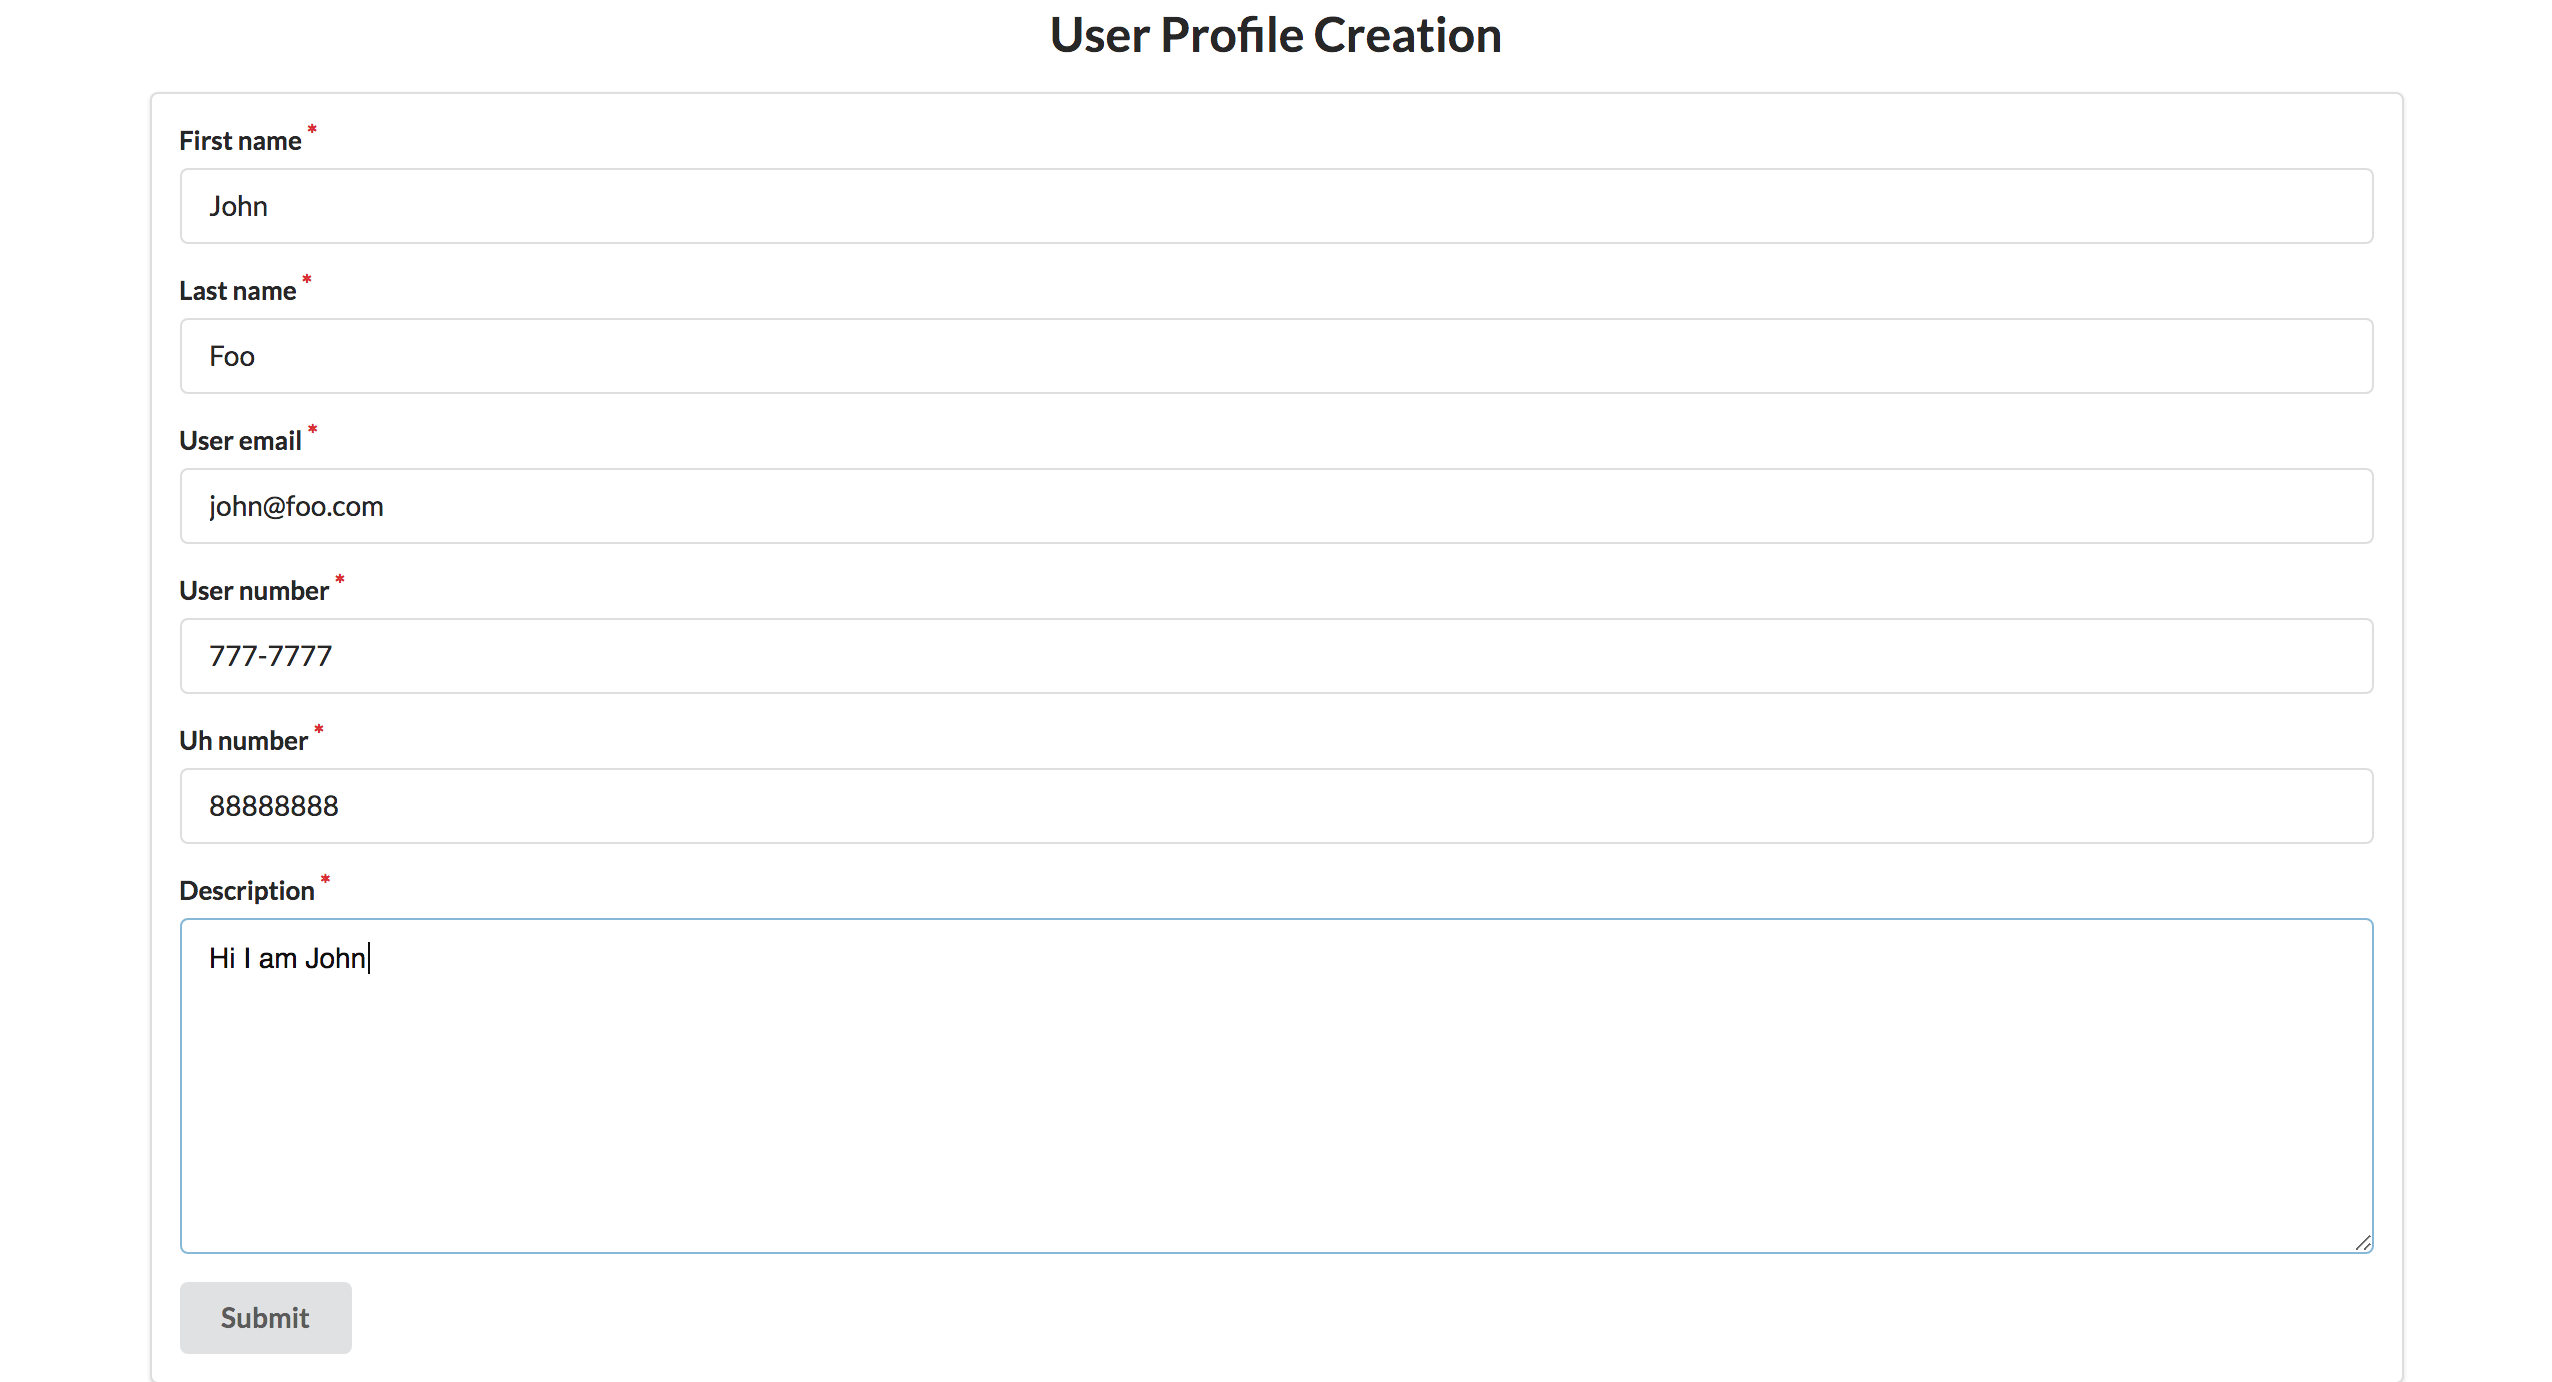 User Profile Creation
First name *
John
Last name *
Foo
User email *
john@foo.com
User number *
777-7777
Uh number *
88888888
Description *
Hi I am John
Submit